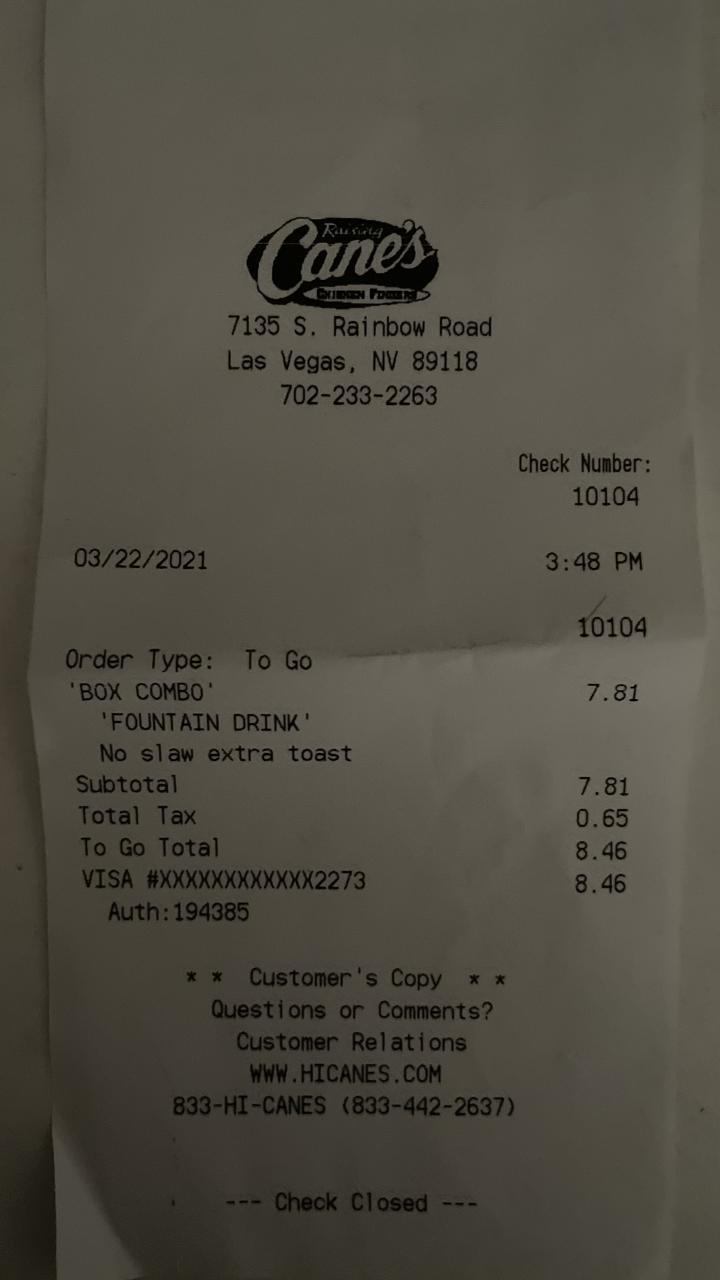 Raising
Cane's
CHICKEN FINGERS
7135 S. Rainbow Road
Las Vegas, NV 89118
702-233-2263
Check Number:
10104
03/22/2021 3:48 PM
10104
Order Type: To Go
'BOX COMBO' 7.81
'FOUNTAIN DRINK'
No slaw extra toast
Subtotal 7.81
Total Tax 0.65
To Go Total 8.46
VISA #XXXXXXXXXXXX2273 8.46
Auth:194385
* * Customer's Copy * *
Questions or Comments?
Customer Relations
WWW.HICANES.COM
833-HI-CANES (833-442-2637)
--- Check Closed ---